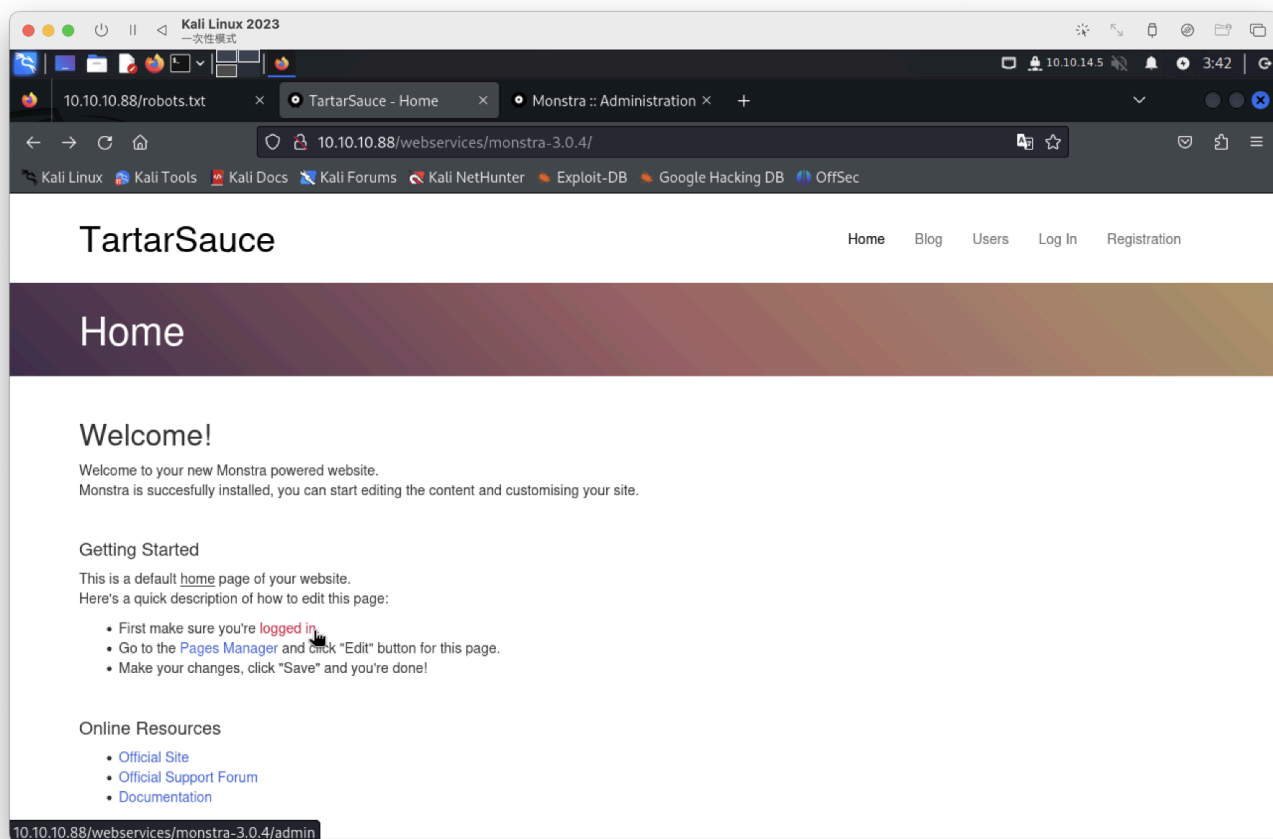 Kali Linux 2023
一次性模式
10.10.14.5 3:42
10.10.10.88/robots.txt TartarSauce - Home Monstra :: Administration
10.10.10.88/webservices/monstra-3.0.4/
Kali Linux Kali Tools Kali Docs Kali Forums Kali NetHunter Exploit-DB Google Hacking DB OffSec
TartarSauce Home Blog Users Log In Registration
Home
Welcome!
Welcome to your new Monstra powered website.
Monstra is succesfully installed, you can start editing the content and customising your site.
Getting Started
This is a default home page of your website.
Here's a quick description of how to edit this page:
• First make sure you're logged in.
• Go to the Pages Manager and click "Edit" button for this page.
• Make your changes, click "Save" and you're done!
Online Resources
• Official Site
• Official Support Forum
• Documentation
10.10.10.88/webservices/monstra-3.0.4/admin